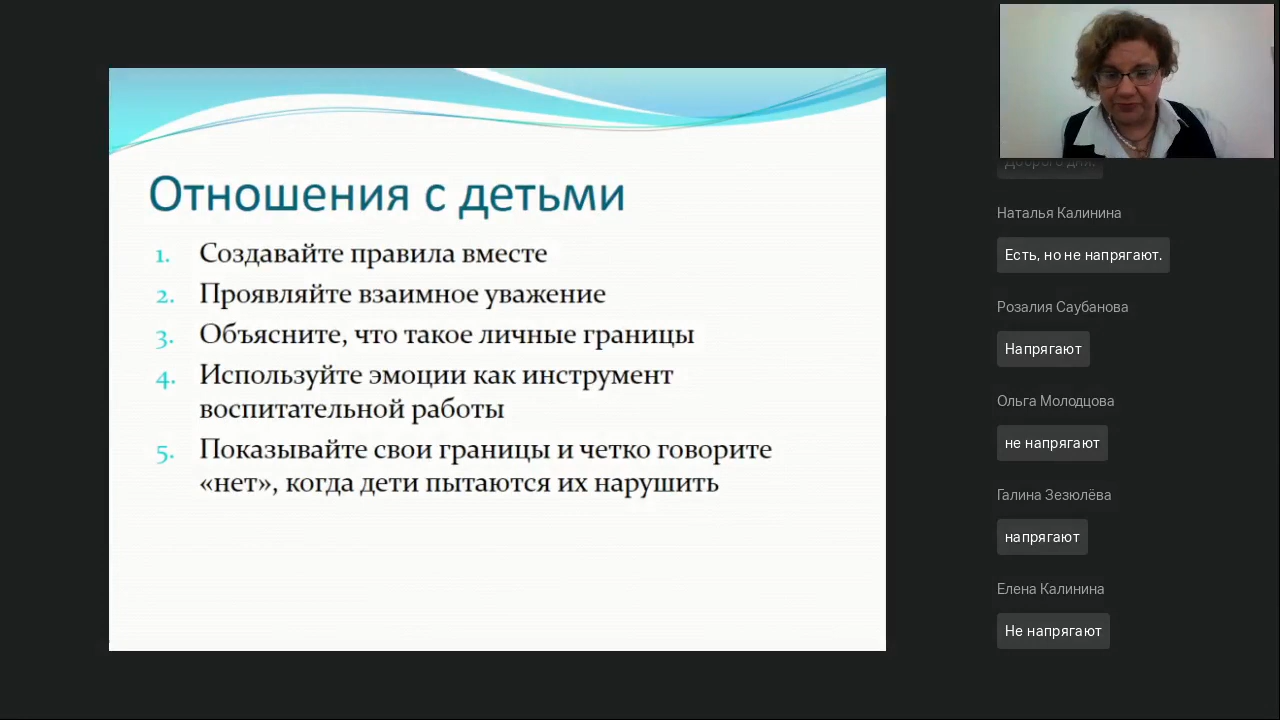 Отношения с детьми
1. Создавайте правила вместе
2. Проявляйте взаимное уважение
3. Объясните, что такое личные границы
4. Используйте эмоции как инструмент
воспитательной работы
5. Показывайте свои границы и четко говорите
«нет», когда дети пытаются их нарушить
Наталья Калинина
Есть, но не напрягают.
Розалия Саубанова
Напрягают
Ольга Молодцова
не напрягают
Галина Зезюлёва
напрягают
Елена Калинина
Не напрягают